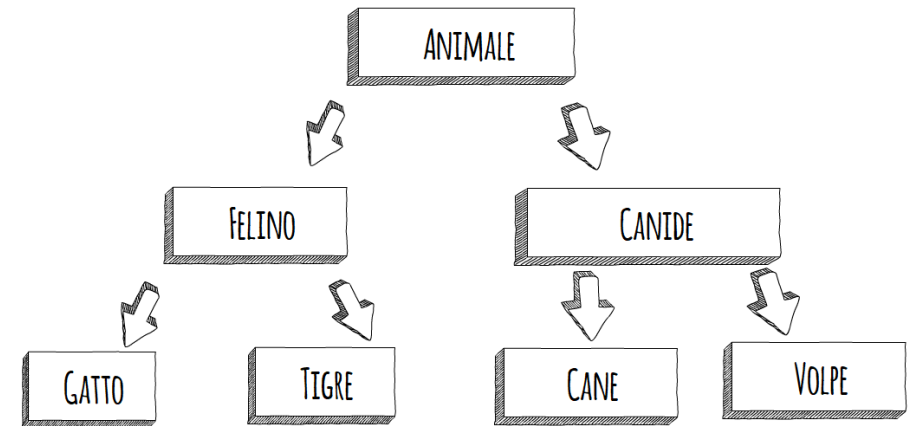 ANIMALE
FELINO
CANIDE
GATTO
TIGRE
CANE
VOLPE